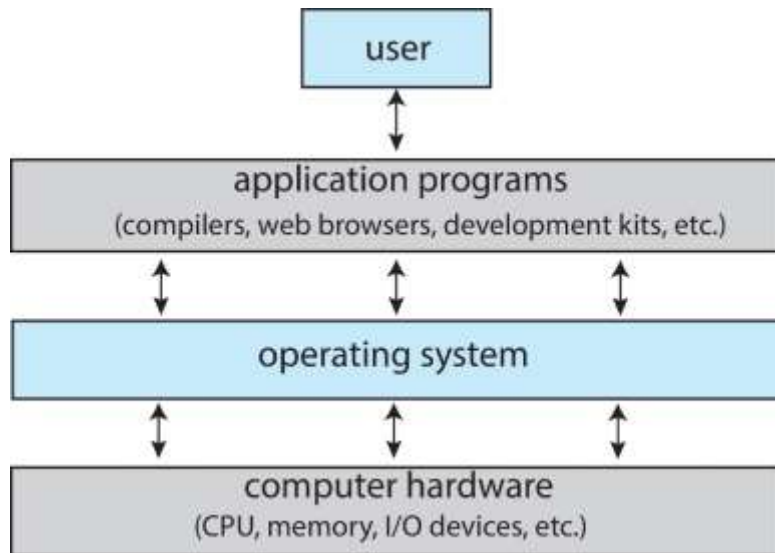 user
application programs
(compilers, web browsers, development kits, etc.)
operating system
computer hardware
(CPU, memory, I/O devices, etc.)